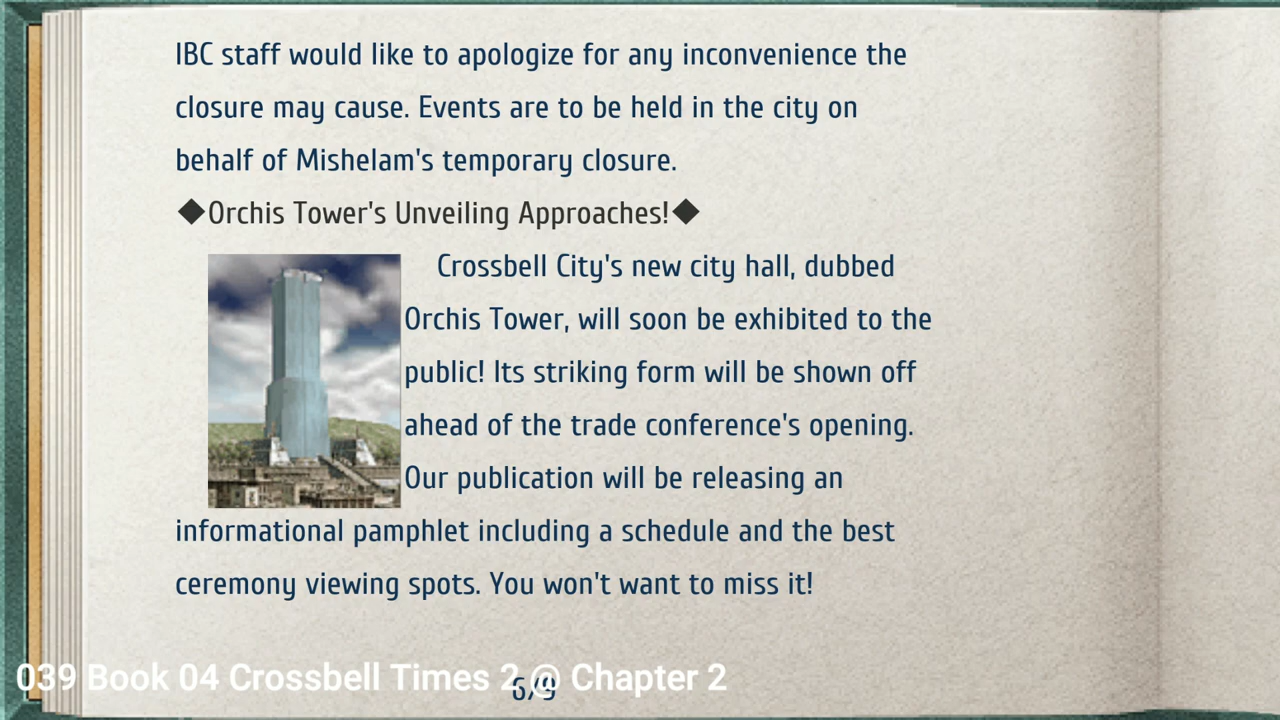 IBC staff would like to apologize for any inconvenience the
closure may cause. Events are to be held in the city on
behalf of Mishelam's temporary closure.
◆Orchis Tower's Unveiling Approaches!◆
Crossbell City's new city hall, dubbed
Orchis Tower, will soon be exhibited to the
public! Its striking form will be shown off
ahead of the trade conference's opening.
Our publication will be releasing an
informational pamphlet including a schedule and the best
ceremony viewing spots. You won't want to miss it!
039 Book 04 Crossbell Times 2 @ Chapter 2
6/9